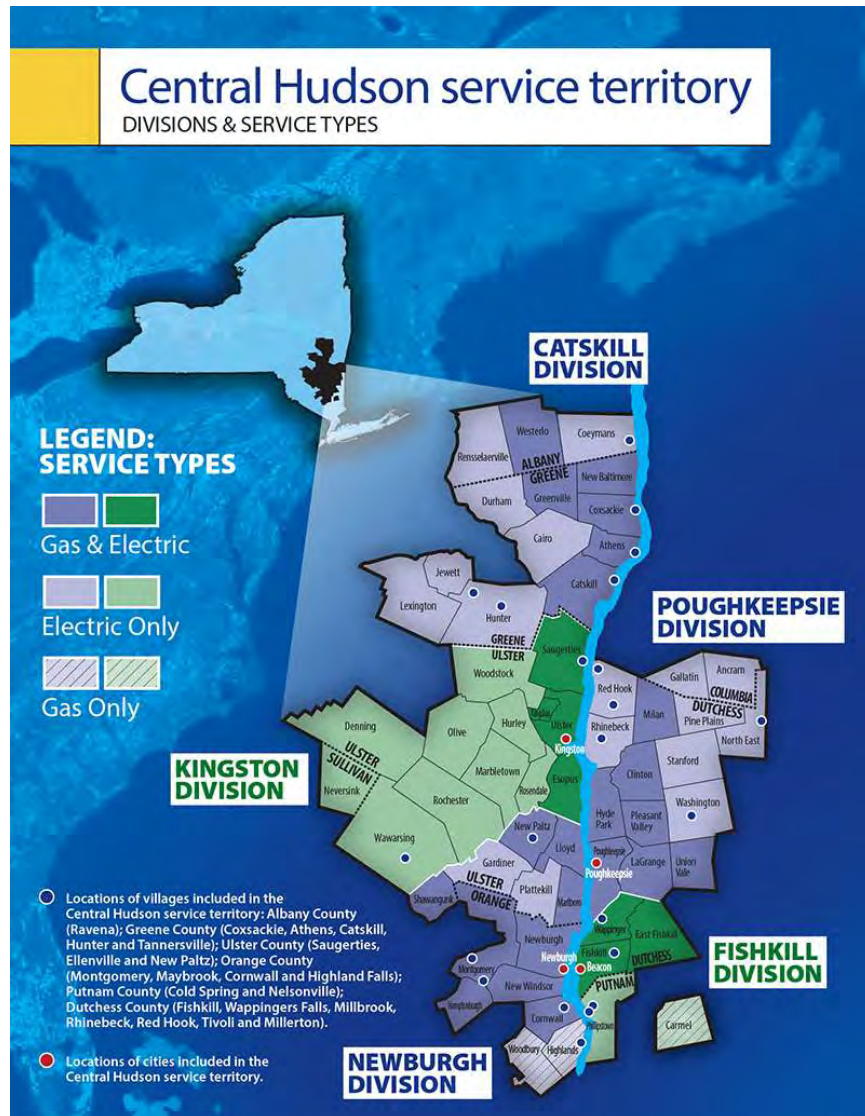 Central Hudson service territory
DIVISIONS & SERVICE TYPES
CATSKILL
DIVISION
LEGEND:
SERVICE TYPES
Gas & Electric
Electric Only
Gas Only
Westerlo
Coeymans
Rensselaerville
ALBANY
GREENE
New Baltimore
Durham
Greenville
Coxsackie
Cairo
Athens
Catskill
Jewett
Lexington
Hunter
GREENE
ULSTER
POUGHKEEPSIE
DIVISION
Saugerties
Woodstock
Gallatin
Ancram
Red Hook
COLUMBIA
DUTCHESS
Pine Plains
Rhinebeck
Milan
North East
Denning
Olive
Hurley
Ulster
Kingston
ULSTER
SULLIVAN
KINGSTON
DIVISION
Neversink
Marbletown
Esopus
Rosendale
Rochester
Stanford
Clinton
Washington
Wawarsing
Hyde
Park
Pleasant
Valley
New Paltz
Lloyd
Poughkeepsie
Poughkeepsie
LaGrange
Union
Vale
Gardiner
ULSTER
ORANGE
Plattekill
Marlboro
Shawangunk
Locations of villages included in the
Central Hudson service territory: Albany County
(Ravena); Greene County (Coxsackie, Athens, Catskill,
Hunter and Tannersville); Ulster County (Saugerties,
Ellenville and New Paltz); Orange County
(Montgomery, Maybrook, Cornwall and Highland Falls);
Putnam County (Cold Spring and Nelsonville);
Dutchess County (Fishkill, Wappingers Falls, Millbrook,
Rhinebeck, Red Hook, Tivoli and Millerton).
Locations of cities included in the
Central Hudson service territory.
Wappinger
East Fishkill
Newburgh
Fishkill
DUTCHESS
FISHKILL
DIVISION
Newburgh
Beacon
Montgomery
PUTNAM
New Windsor
Hamptonburgh
Cornwall
Philipstown
Carmel
Woodbury
Highlands
NEWBURGH
DIVISION